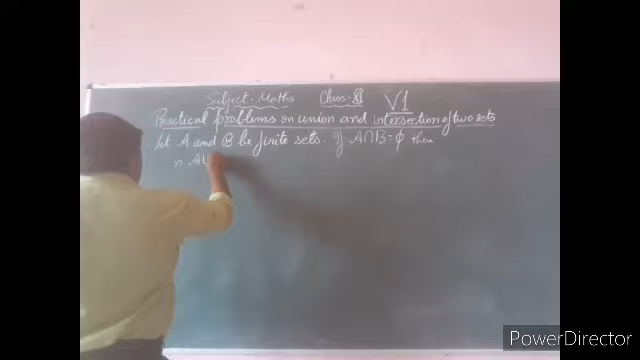 Subject - Maths Class - XI V1
Practical problems on union and intersection of two sets
let A and B be finite sets. If A∩B = ϕ then
n A U
PowerDirector